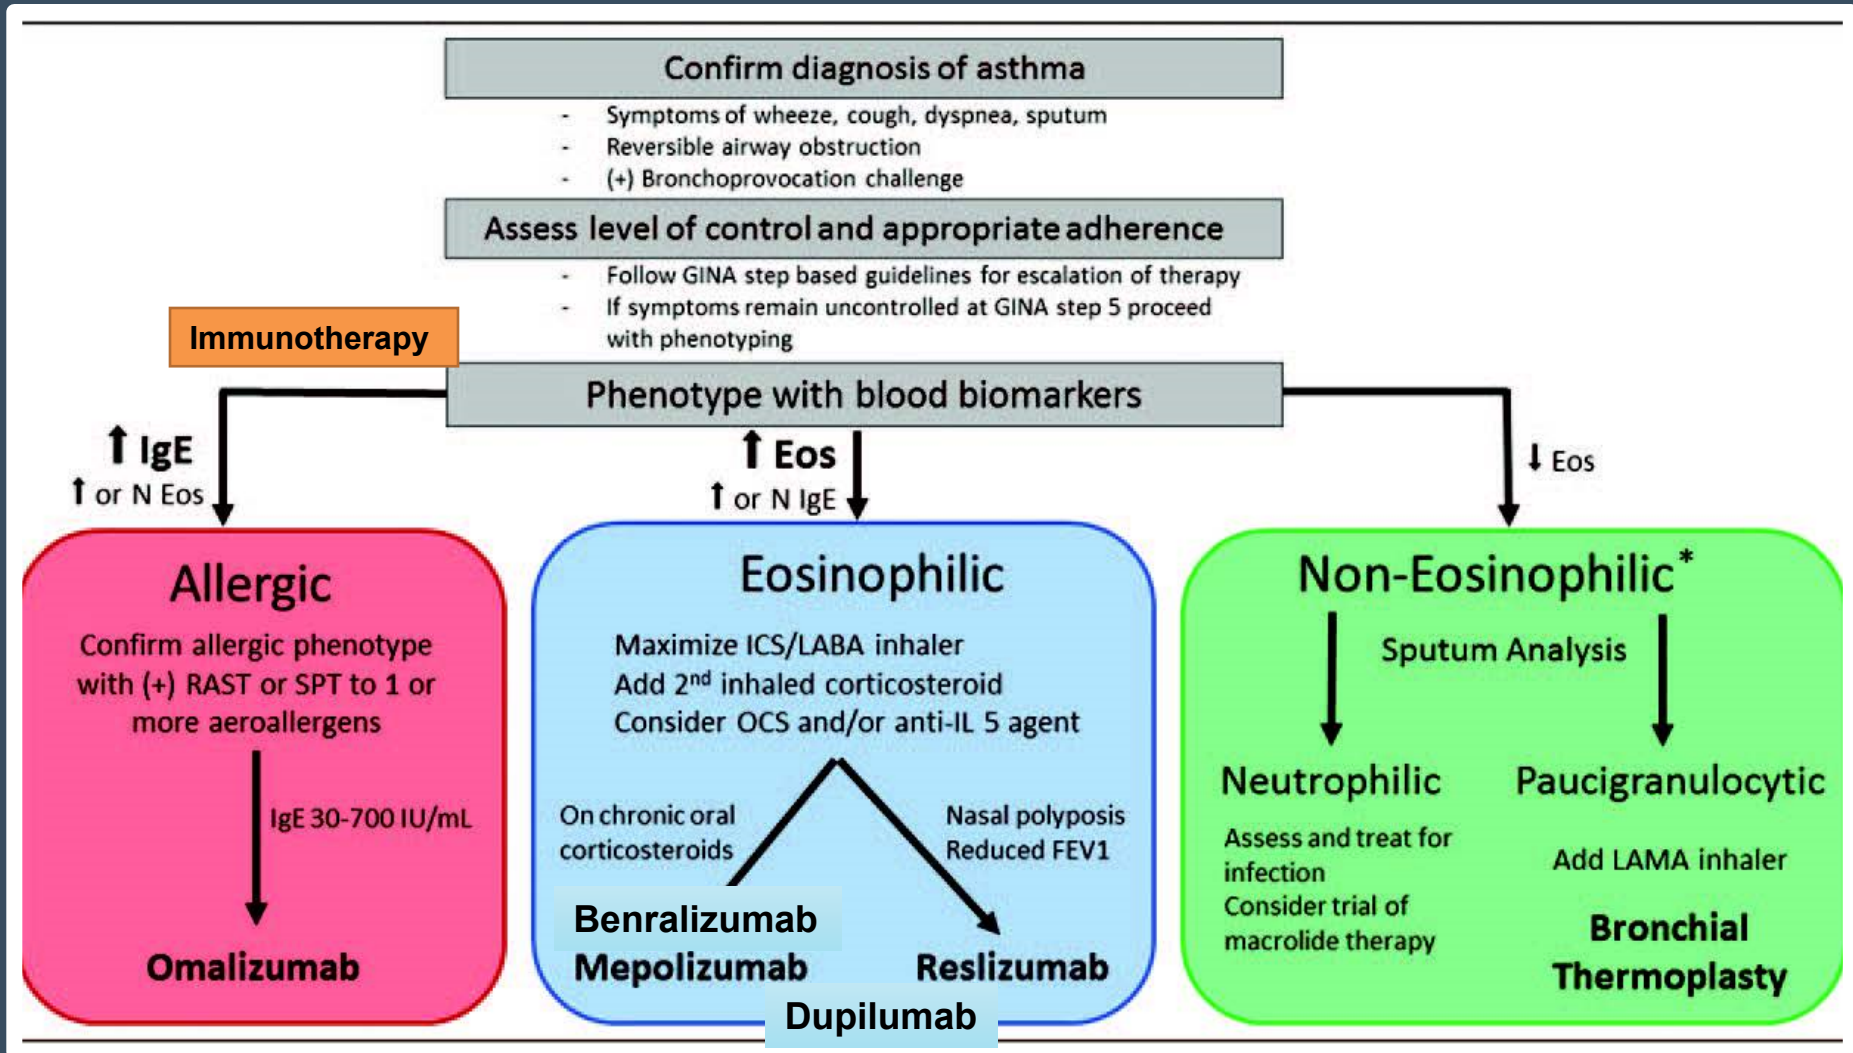 Confirm diagnosis of asthma
- Symptoms of wheeze, cough, dyspnea, sputum
- Reversible airway obstruction
- (+) Bronchoprovocation challenge
Assess level of control and appropriate adherence
- Follow GINA step based guidelines for escalation of therapy
- If symptoms remain uncontrolled at GINA step 5 proceed
with phenotyping
Immunotherapy
Phenotype with blood biomarkers
↑ IgE
↑ or N Eos
↑ Eos
↑ or N IgE
↓ Eos
Allergic
Confirm allergic phenotype
with (+) RAST or SPT to 1 or
more aeroallergens
IgE 30-700 IU/mL
Omalizumab
Eosinophilic
Maximize ICS/LABA inhaler
Add 2nd inhaled corticosteroid
Consider OCS and/or anti-IL 5 agent
On chronic oral
corticosteroids
Nasal polyposis
Reduced FEV1
Benralizumab
Mepolizumab
Reslizumab
Dupilumab
Non-Eosinophilic*
Sputum Analysis
Neutrophilic
Assess and treat for
infection
Consider trial of
macrolide therapy
Paucigranulocytic
Add LAMA inhaler
Bronchial
Thermoplasty